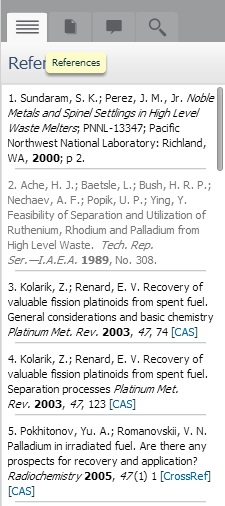 Refer
References
1. Sundaram, S. K.; Perez, J. M., Jr. Noble
Metals and Spinel Settlings in High Level
Waste Melters; PNNL-13347; Pacific
Northwest National Laboratory: Richland,
WA, 2000; p 2.
2. Ache, H. J.; Baetsle, L.; Bush, H. R. P.;
Nechaev, A. F.; Popik, U. P.; Ying, Y.
Feasibility of Separation and Utilization of
Ruthenium, Rhodium and Palladium from
High Level Waste. Tech. Rep.
Ser.—I.A.E.A. 1989, No. 308.
3. Kolarik, Z.; Renard, E. V. Recovery of
valuable fission platinoids from spent fuel.
General considerations and basic chemistry
Platinum Met. Rev. 2003, 47, 74 [CAS]
4. Kolarik, Z.; Renard, E. V. Recovery of
valuable fission platinoids from spent fuel.
Separation processes Platinum Met.
Rev. 2003, 47, 123 [CAS]
5. Pokhitonov, Yu. A.; Romanovskii, V. N.
Palladium in irradiated fuel. Are there any
prospects for recovery and application?
Radiochemistry 2005, 47 (1) 1 [CrossRef]
[CAS]